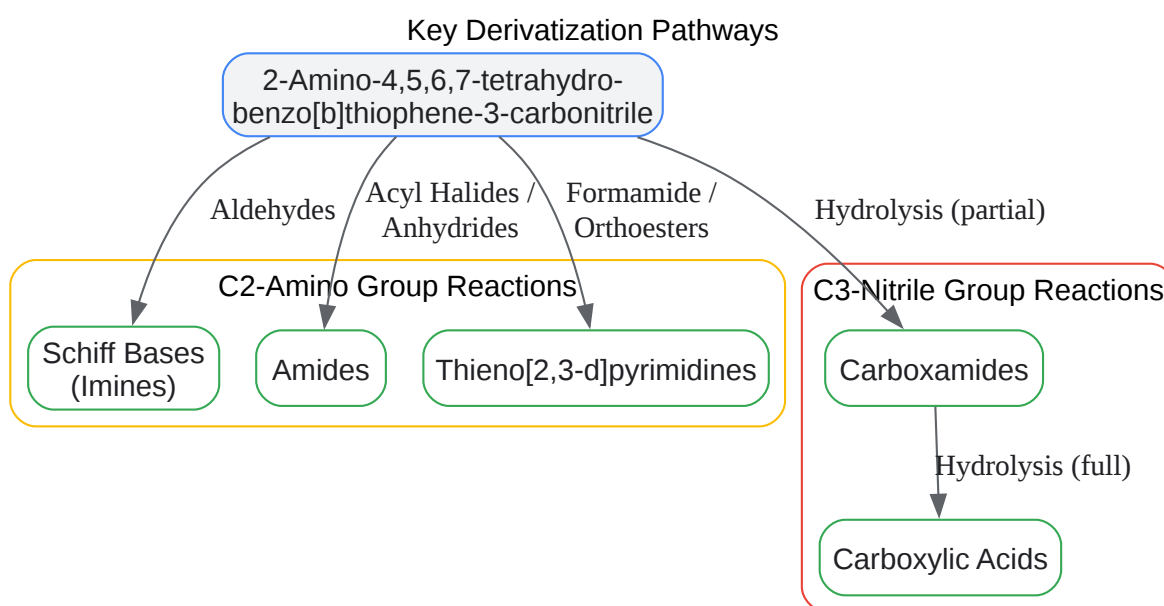 Key Derivatization Pathways
2-Amino-4,5,6,7-tetrahydro-
benzo[b]thiophene-3-carbonitrile
Aldehydes
Acyl Halides /
Anhydrides
Formamide /
Orthoesters
Hydrolysis (partial)
C2-Amino Group Reactions
C3-Nitrile Group Reactions
Schiff Bases
(Imines)
Amides
Thieno[2,3-d]pyrimidines
Carboxamides
Hydrolysis (full)
Carboxylic Acids